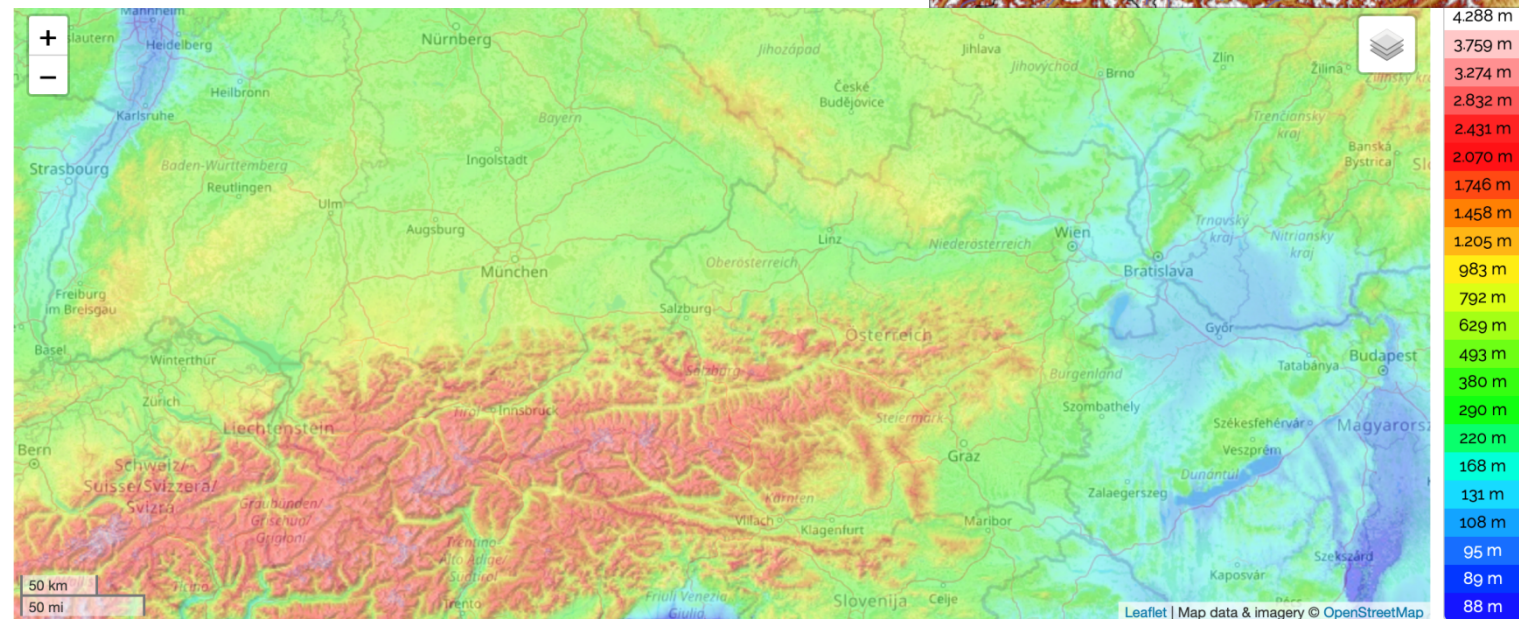 +
−
Mannheim
slautern
Heidelberg
Nürnberg
Jihozápad
Jihlava
Jihovýchod
Brno
Zlín
Žilina
Žilinský kra
Heilbronn
České
Budějovice
Karlsruhe
Bayern
Trenčiansky
kraj
Strasbourg
Baden-Württemberg
Ingolstadt
Banská
Bystrica
Reutlingen
Ulm
Augsburg
Linz
Niederösterreich
Wien
Trnavský
kraj
Nitriansky
kraj
München
Oberösterreich
Bratislava
Freiburg
im Breisgau
Salzburg
Österreich
Győr
Basel
Winterthur
Tatabánya
Budapest
Salzburg
Burgenland
Zürich
Tirol
Innsbruck
Steiermark
Szombathely
Liechtenstein
Székesfehérvár
Magyarorsz
Bern
Graz
Veszprém
Schweiz/
Suisse/Svizzera/
Svizra
Dunántúl
Graubünden/
Grischun/
Grigioni
Kärnten
Zalaegerszeg
Villach
Klagenfurt
Maribor
Trentino-
Alto Adige/
Südtirol
Szekszárd
Kaposvár
Ticino
Trento
Friuli Venezia
Giulia
Slovenija
Celje
Pécs
50 km
50 mi
Leaflet | Map data & imagery © OpenStreetMap
4.288 m
3.759 m
3.274 m
2.832 m
2.431 m
2.070 m
1.746 m
1.458 m
1.205 m
983 m
792 m
629 m
493 m
380 m
290 m
220 m
168 m
131 m
108 m
95 m
89 m
88 m